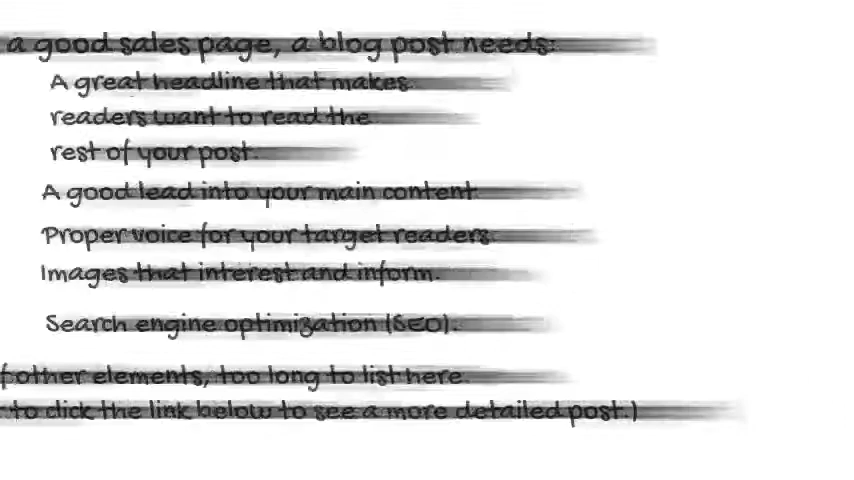 a good sales page, a blog post needs:
A great headline that makes
readers want to read the
rest of your post.
A good lead into your main content.
Proper voice for your target readers.
Images that interest and inform.
Search engine optimization (SEO).
other elements, too long to list here.
to click the link below to see a more detailed post.)